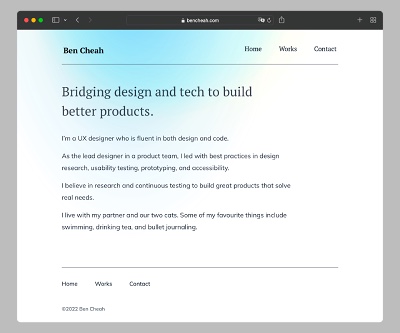 bencheah.com
Ben Cheah
Home Works Contact
Bridging design and tech to build
better products.
I'm a UX designer who is fluent in both design and code.
As the lead designer in a product team, I led with best practices in design
research, usability testing, prototyping, and accessibility.
I believe in research and continuous testing to build great products that solve
real needs.
I live with my partner and our two cats. Some of my favourite things include
swimming, drinking tea, and bullet journaling.
Home Works Contact
©2022 Ben Cheah